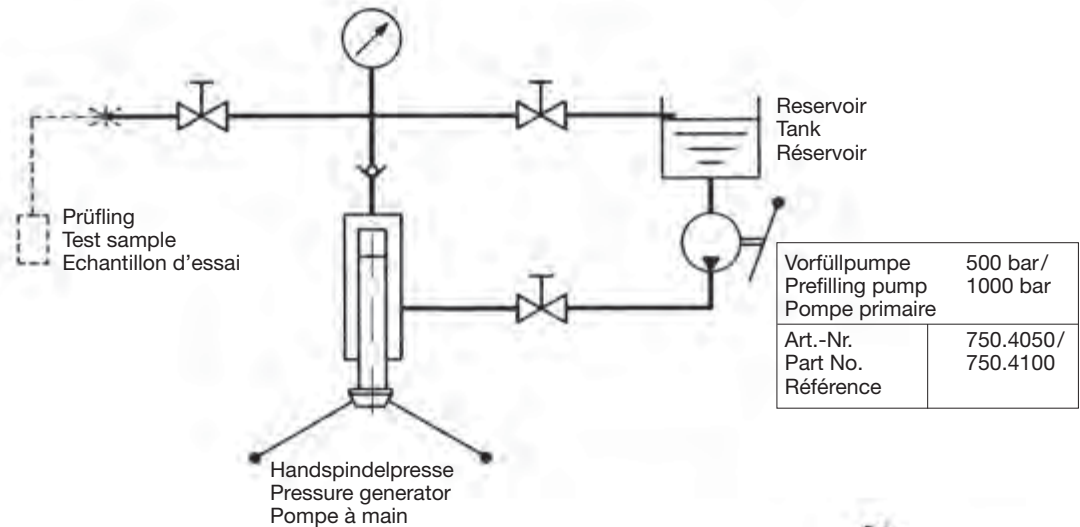 Reservoir
Tank
Réservoir
Prüfling
Test sample
Echantillon d'essai
Vorfüllpumpe 500 bar/
Prefilling pump 1000 bar
Pompe primaire
Art.-Nr. 750.4050/
Part No. 750.4100
Référence
Handspindelpresse
Pressure generator
Pompe à main